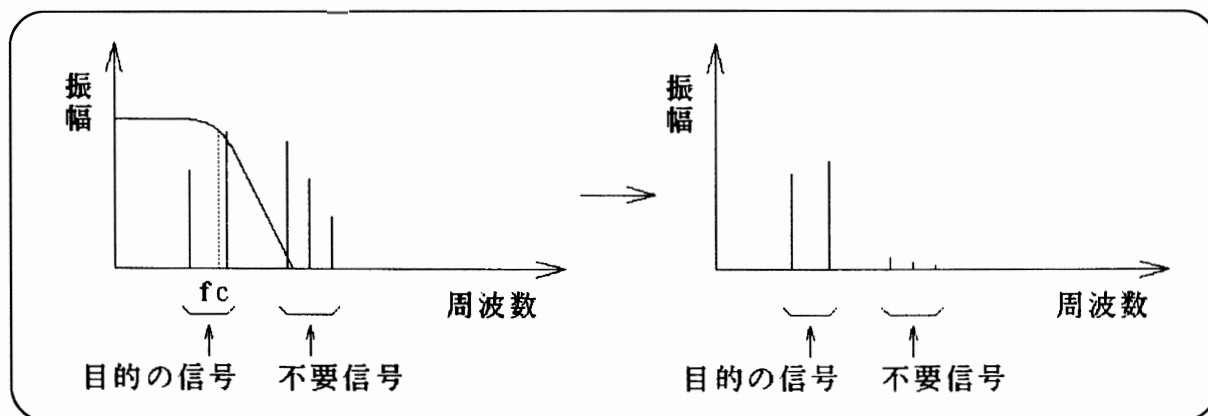 振幅
fc
周波数
目的の信号
不要信号
振幅
周波数
目的の信号
不要信号